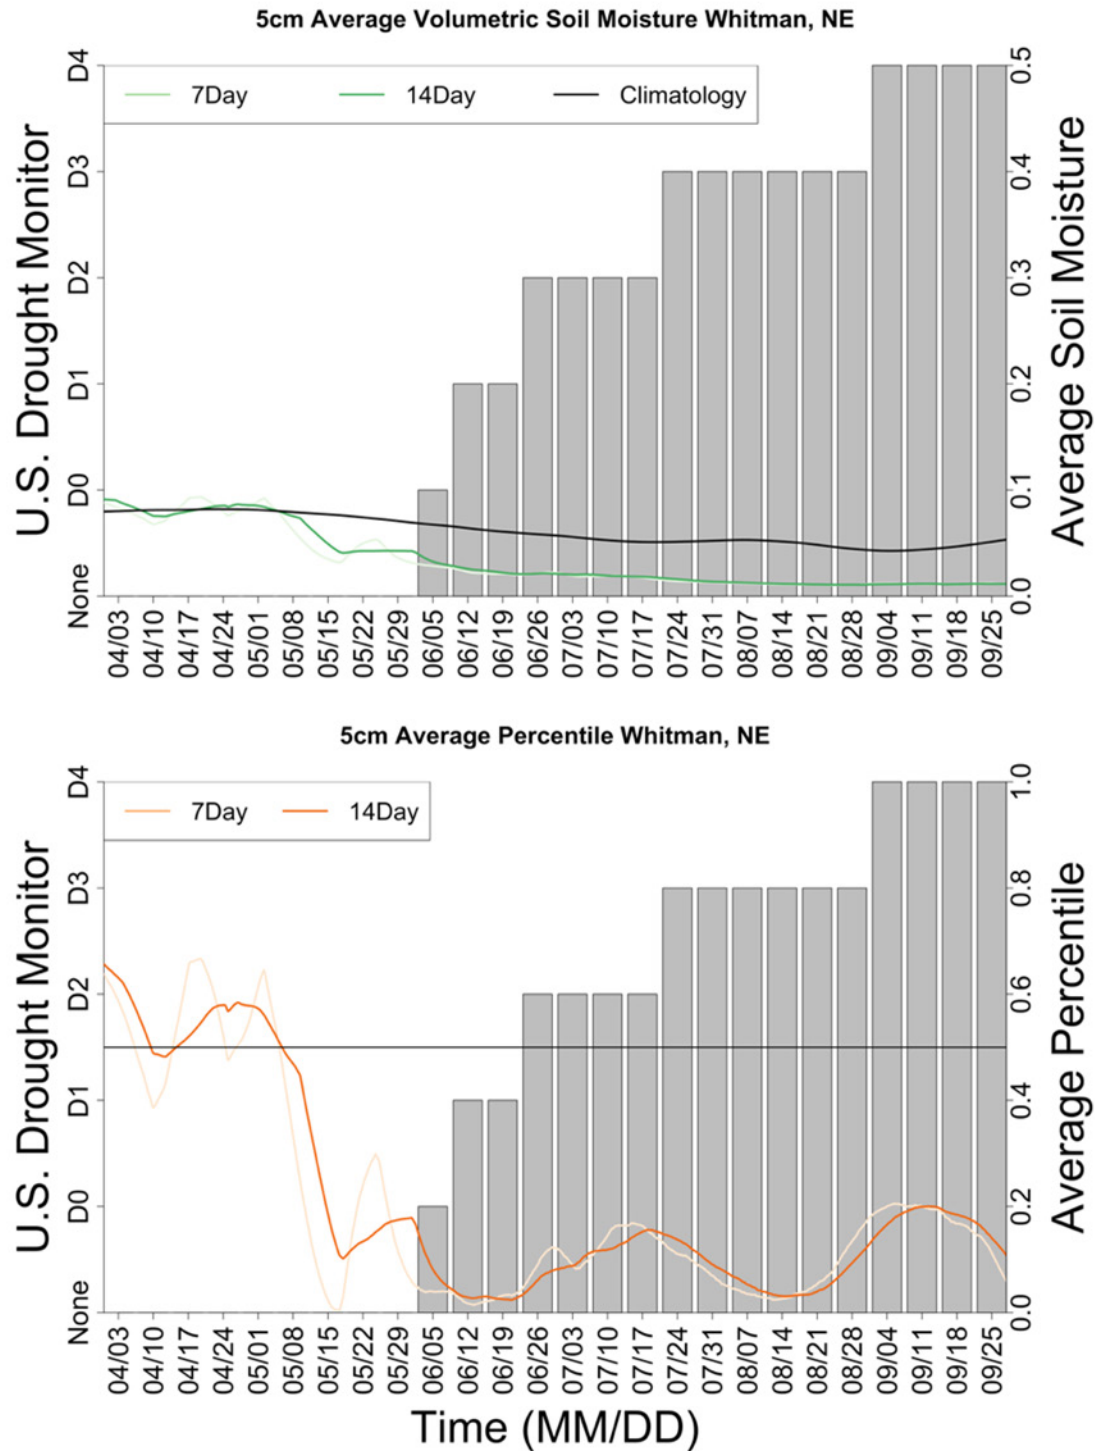 5cm Average Volumetric Soil Moisture Whitman, NE
7Day 14Day Climatology
U.S. Drought Monitor
D4
D3
D2
D1
D0
None
0.5
0.4
0.3
0.2
0.1
0.0
Average Soil Moisture
04/03 04/10 04/17 04/24 05/01 05/08 05/15 05/22 05/29 06/05 06/12 06/19 06/26 07/03 07/10 07/17 07/24 07/31 08/07 08/14 08/21 08/28 09/04 09/11 09/18 09/25
5cm Average Percentile Whitman, NE
7Day 14Day
U.S. Drought Monitor
D4
D3
D2
D1
D0
None
1.0
0.8
0.6
0.4
0.2
0.0
Average Percentile
04/03 04/10 04/17 04/24 05/01 05/08 05/15 05/22 05/29 06/05 06/12 06/19 06/26 07/03 07/10 07/17 07/24 07/31 08/07 08/14 08/21 08/28 09/04 09/11 09/18 09/25
Time (MM/DD)